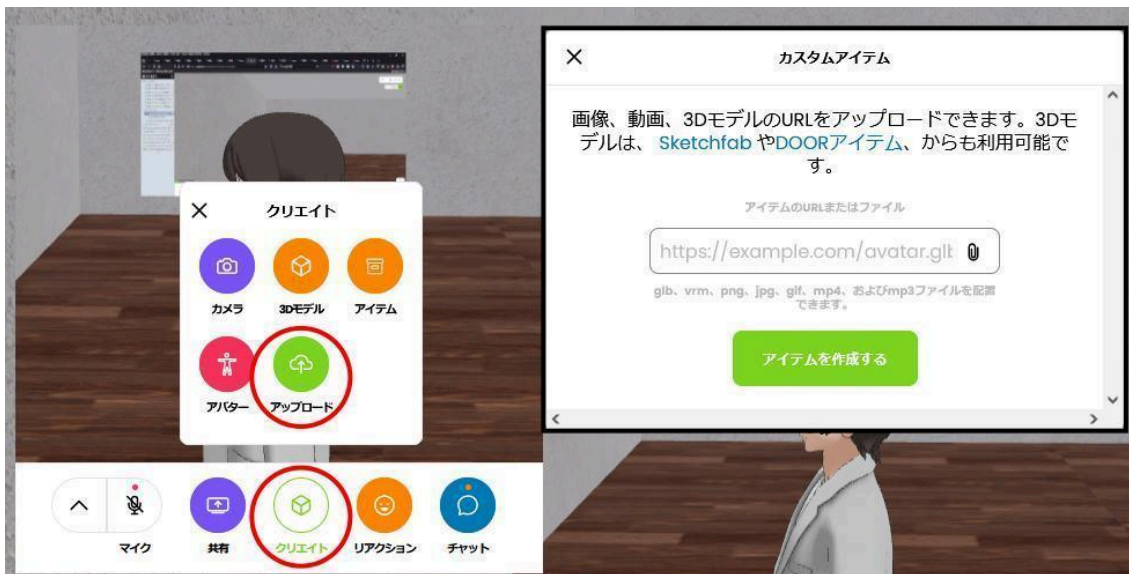 クリエイト
カメラ
3Dモデル
アイテム
アバター
アップロード
マイク
共有
クリエイト
リアクション
チャット
カスタムアイテム
画像、動画、3DモデルのURLをアップロードできます。3Dモ
デルは、 Sketchfab やDOORアイテム、からも利用可能で
す。
アイテムのURLまたはファイル
https://example.com/avatar.glb
glb、vrm、png、jpg、gif、mp4、およびmp3ファイルを配置
できます。
アイテムを作成する